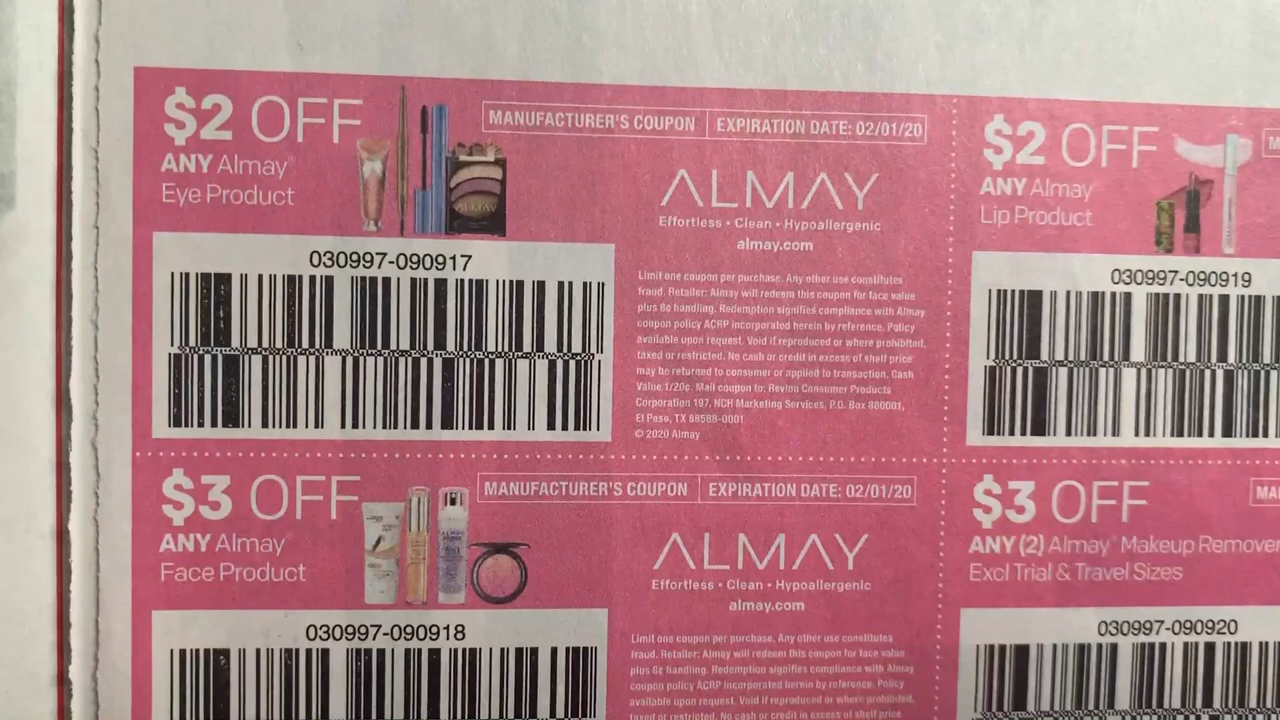 $2 OFF
ANY Almay
Eye Product
MANUFACTURER'S COUPON EXPIRATION DATE: 02/01/20
ALMAY
ALMAY
Effortless • Clean • Hypoallergenic
almay.com
030997-090917
Limit one coupon per purchase. Any other use constitutes
fraud. Retailer: Almay will redeem this coupon for face value
plus 8¢ handling. Redemption signifies compliance with Almay
coupon policy ACRP incorporated herein by reference. Policy
available upon request. Void if reproduced or where prohibited,
taxed or restricted. No cash or credit in excess of shelf price
may be returned to consumer or applied to transaction. Cash
Value 1/20¢. Mail coupon to: Revlon Consumer Products
Corporation 197, NCH Marketing Services, P.O. Box 880001,
El Paso, TX 88588-0001
© 2020 Almay
$2 OFF
ANY Almay
Lip Product
030997-090919
$3 OFF
ANY Almay®
Face Product
MANUFACTURER'S COUPON EXPIRATION DATE: 02/01/20
ALMAY
Effortless • Clean • Hypoallergenic
almay.com
030997-090918
Limit one coupon per purchase. Any other use constitutes
fraud. Retailer: Almay will redeem this coupon for face value
plus 8¢ handling. Redemption signifies compliance with Almay
coupon policy ACRP incorporated herein by reference. Policy
available upon request. Void if reproduced or where prohibited,
taxed or restricted. No cash or credit in excess of shelf price
$3 OFF
MA
ANY (2) Almay® Makeup Remover
Excl Trial & Travel Sizes
030997-090920